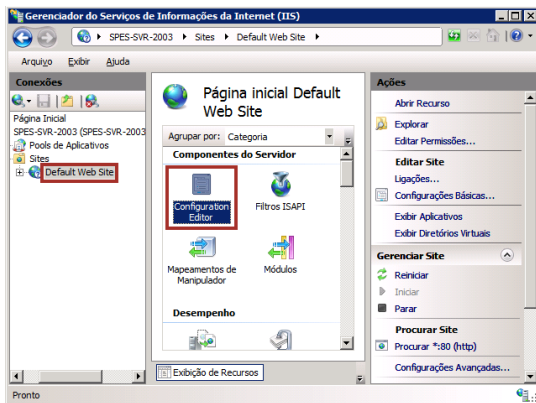 Gerenciador do Serviços de Informações da Internet (IIS)
SPES-SVR-2003 Sites Default Web Site
Arquivo Exibir Ajuda
Conexões
Página Inicial
SPES-SVR-2003 (SPES-SVR-2003
Pools de Aplicativos
Sites
Default Web Site
Página inicial Default
Web Site
Agrupar por: Categoria
Componentes do Servidor
Configuration
Editor
Filtros ISAPI
Mapeamentos de
Manipulador
Módulos
Desempenho
Exibição de Recursos
Ações
Abrir Recurso
Explorar
Editar Permissões...
Editar Site
Ligações...
Configurações Básicas...
Exibir Aplicativos
Exibir Diretórios Virtuais
Gerenciar Site
Reiniciar
Iniciar
Parar
Procurar Site
Procurar *:80 (http)
Configurações Avançadas...
Pronto